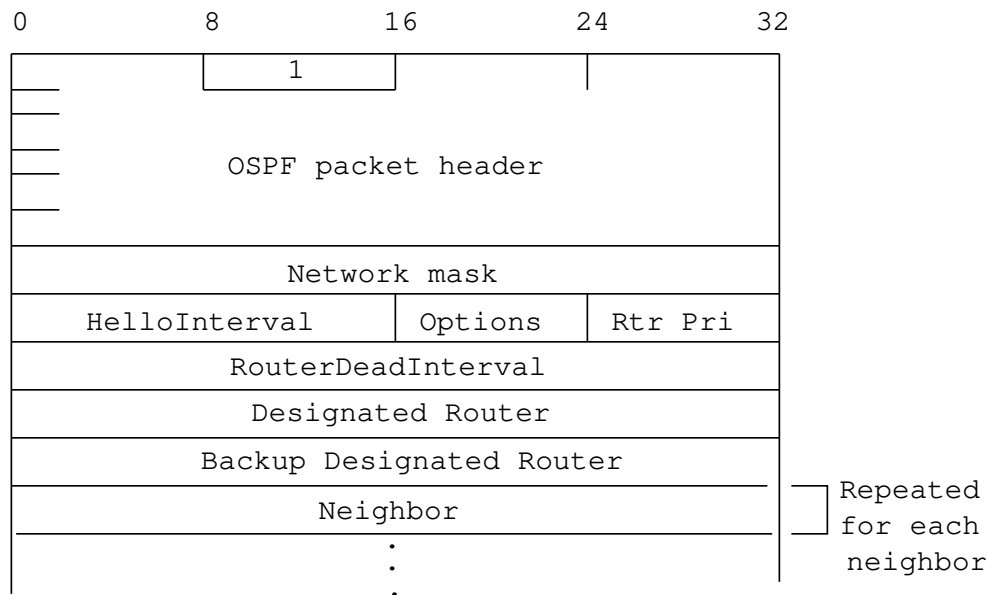 0 8 16 24 32
1
OSPF packet header
Network mask
HelloInterval Options Rtr Pri
RouterDeadInterval
Designated Router
Backup Designated Router
Neighbor
Repeated
for each
neighbor
.
.
.